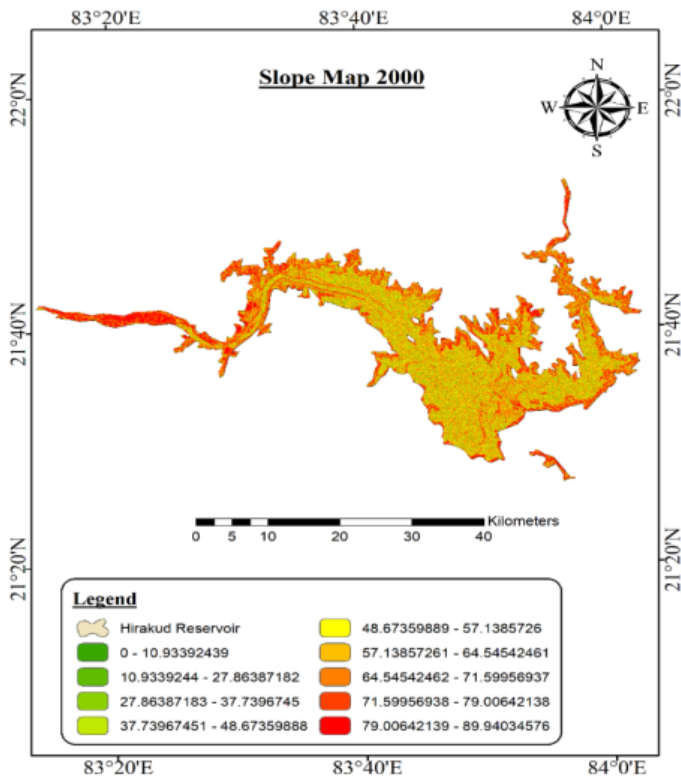 83°20'E 83°40'E 84°0'E
Slope Map 2000
N
W E
S
22°0'N 22°0'N
21°40'N 21°40'N
21°20'N 21°20'N
Kilometers
0 5 10 20 30 40
Legend
Hirakud Reservoir
0 - 10.93392439
10.9339244 - 27.86387182
27.86387183 - 37.7396745
37.73967451 - 48.67359888
48.67359889 - 57.1385726
57.13857261 - 64.54542461
64.54542462 - 71.59956937
71.59956938 - 79.00642138
79.00642139 - 89.94034576
83°20'E 83°40'E 84°0'E